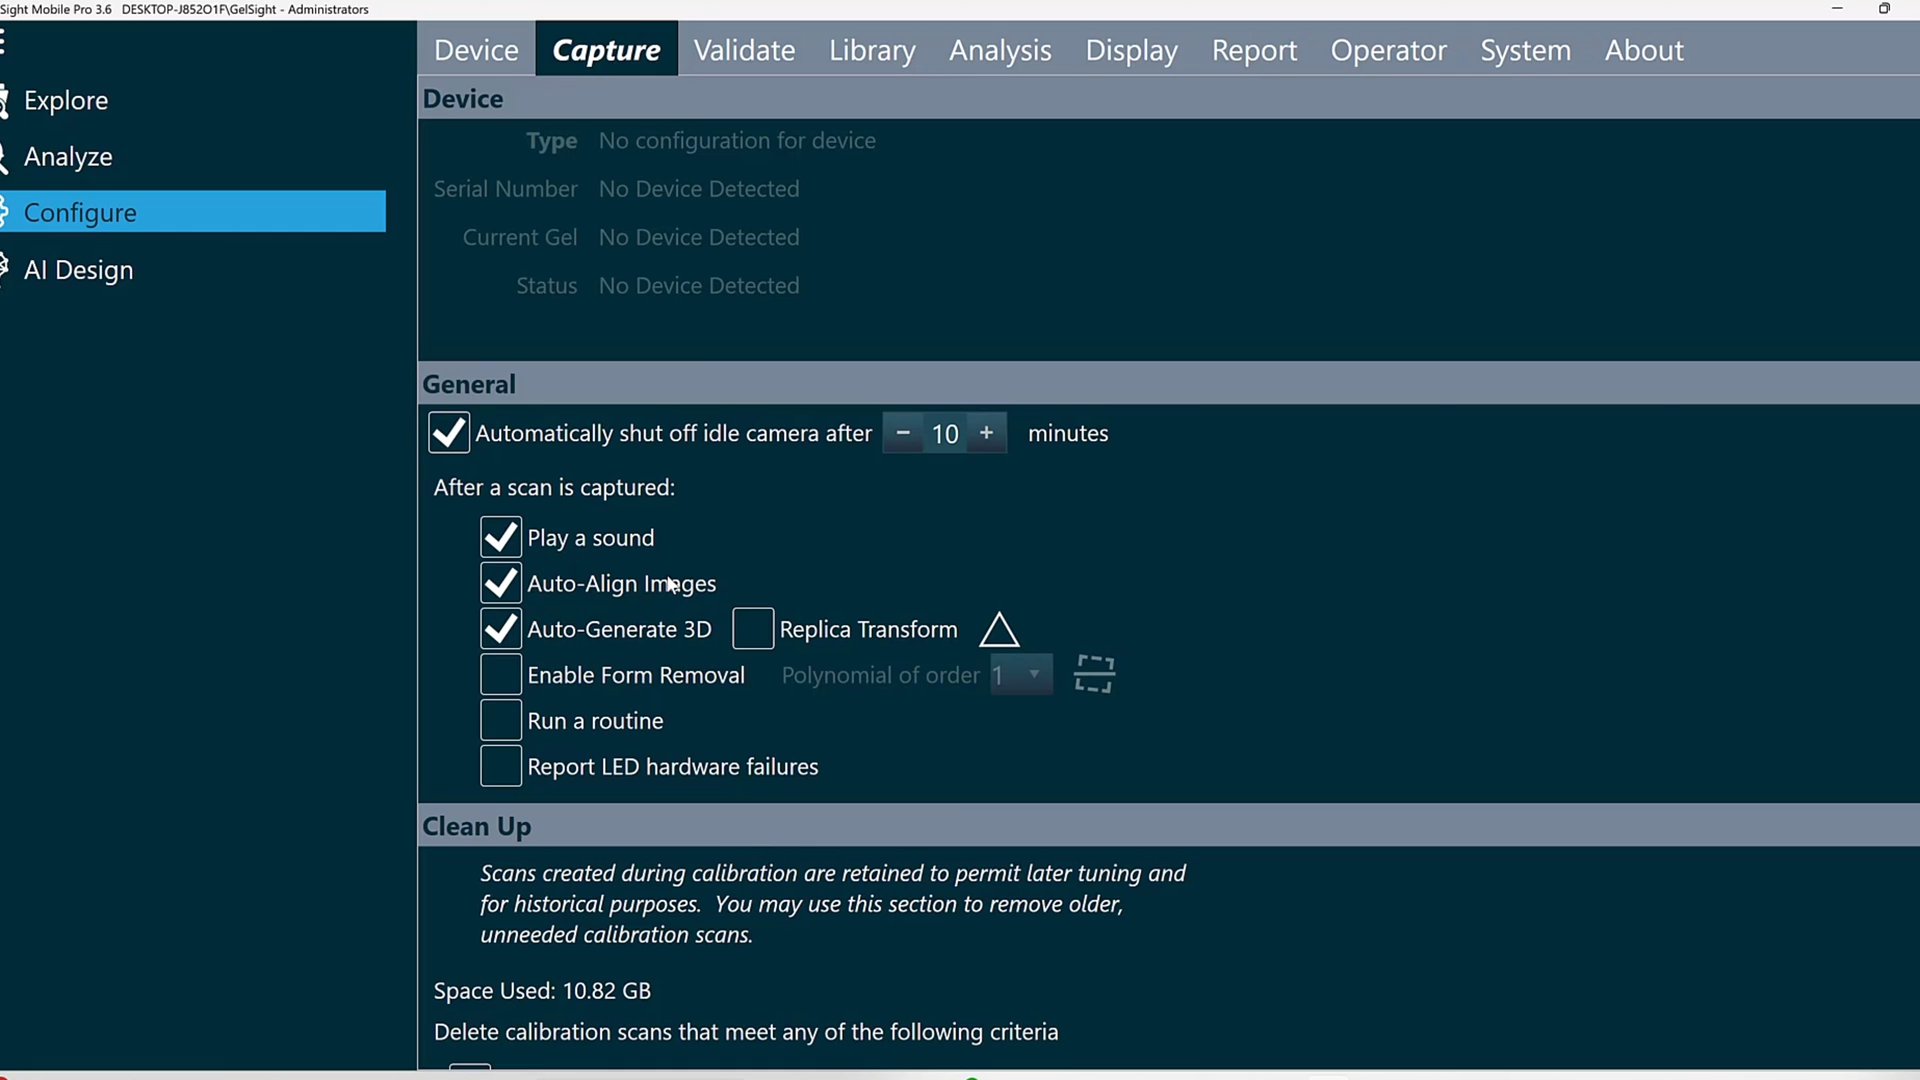 Sight Mobile Pro 3.6 DESKTOP-J852O1F\GelSight - Administrators
Explore
Analyze
Configure
AI Design
Device Capture Validate Library Analysis Display Report Operator System About
Device
Type No configuration for device
Serial Number No Device Detected
Current Gel No Device Detected
Status No Device Detected
General
Automatically shut off idle camera after - 10 + minutes
After a scan is captured:
Play a sound
Auto-Align Images
Auto-Generate 3D Replica Transform
Enable Form Removal Polynomial of order 1
Run a routine
Report LED hardware failures
Clean Up
Scans created during calibration are retained to permit later tuning and
for historical purposes. You may use this section to remove older,
unneeded calibration scans.
Space Used: 10.82 GB
Delete calibration scans that meet any of the following criteria